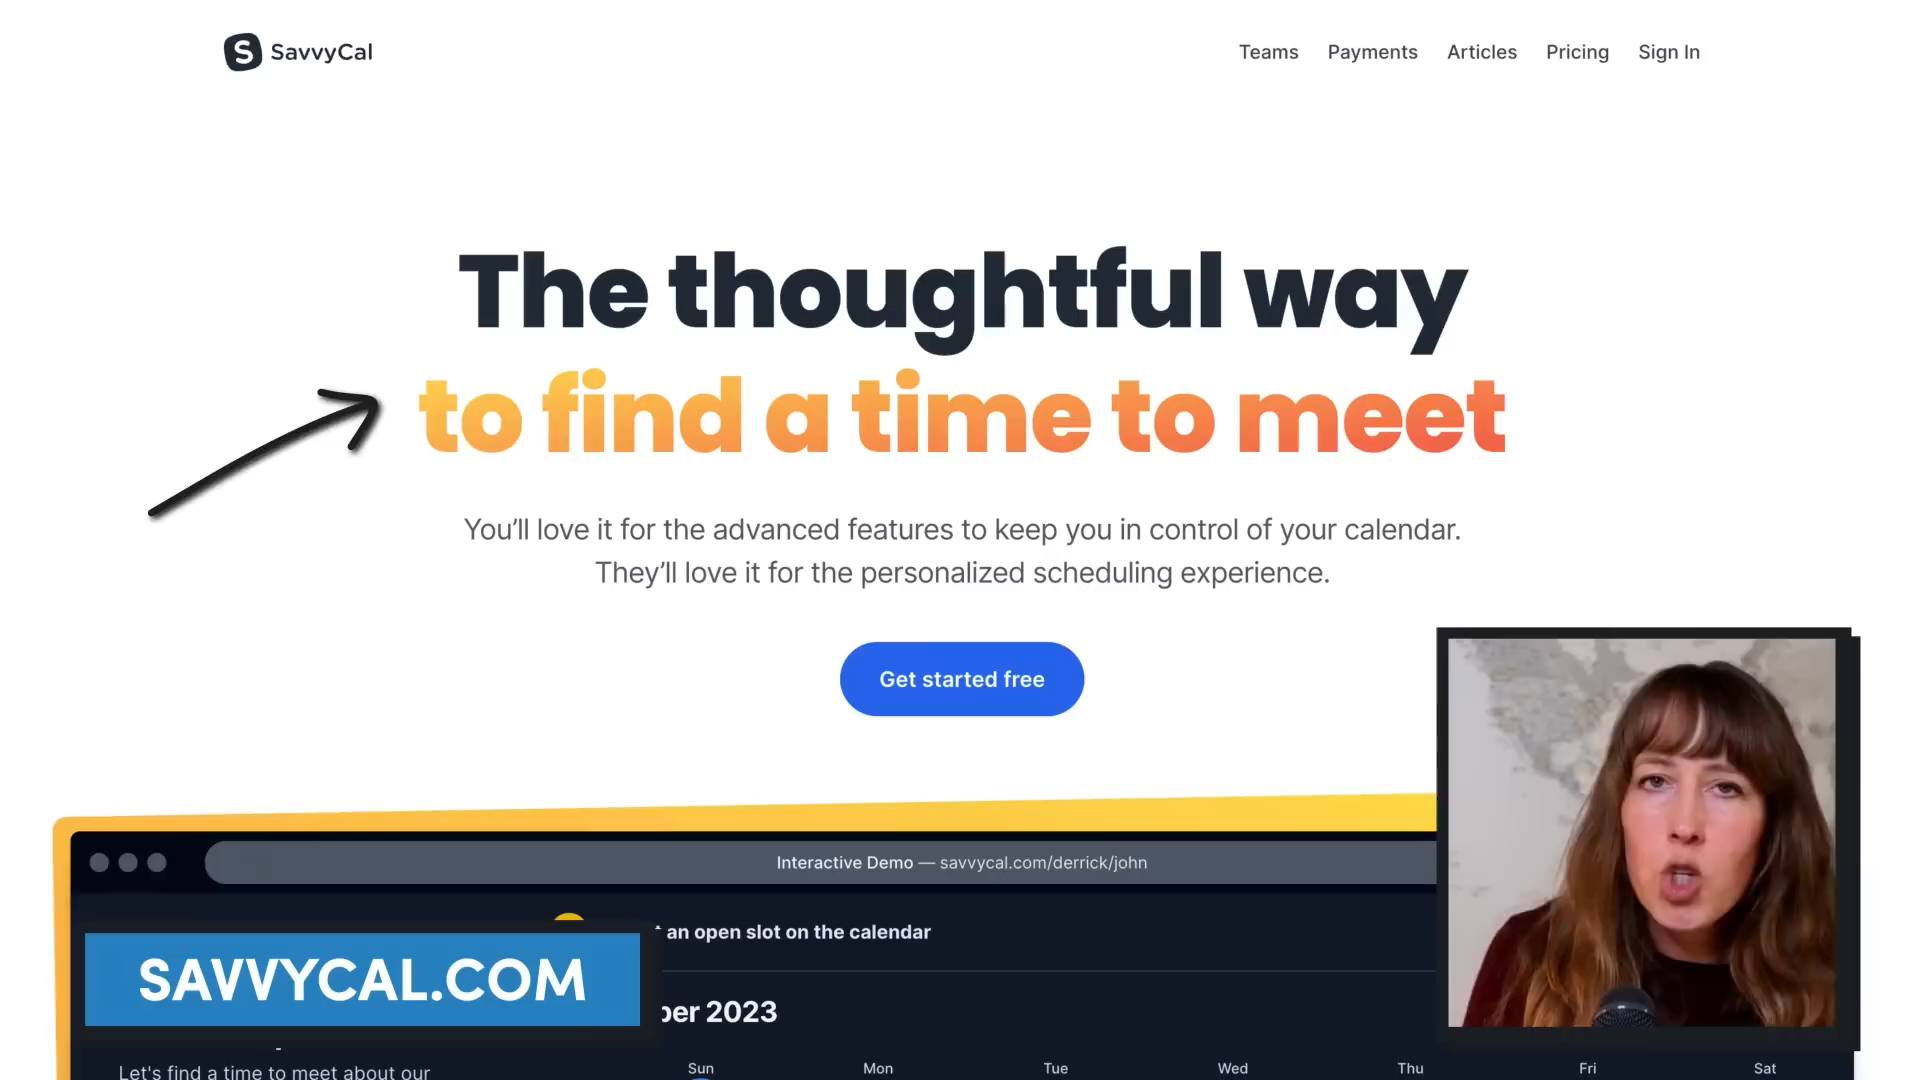 S SavvyCal
Teams Payments Articles Pricing Sign In
The thoughtful way
to find a time to meet
You’ll love it for the advanced features to keep you in control of your calendar.
They’ll love it for the personalized scheduling experience.
Get started free
Interactive Demo — savvycal.com/derrick/john
an open slot on the calendar
SAVVYCAL.COM
2023
Let's find a time to meet about our
Sun Mon Tue Wed Thu Fri Sat